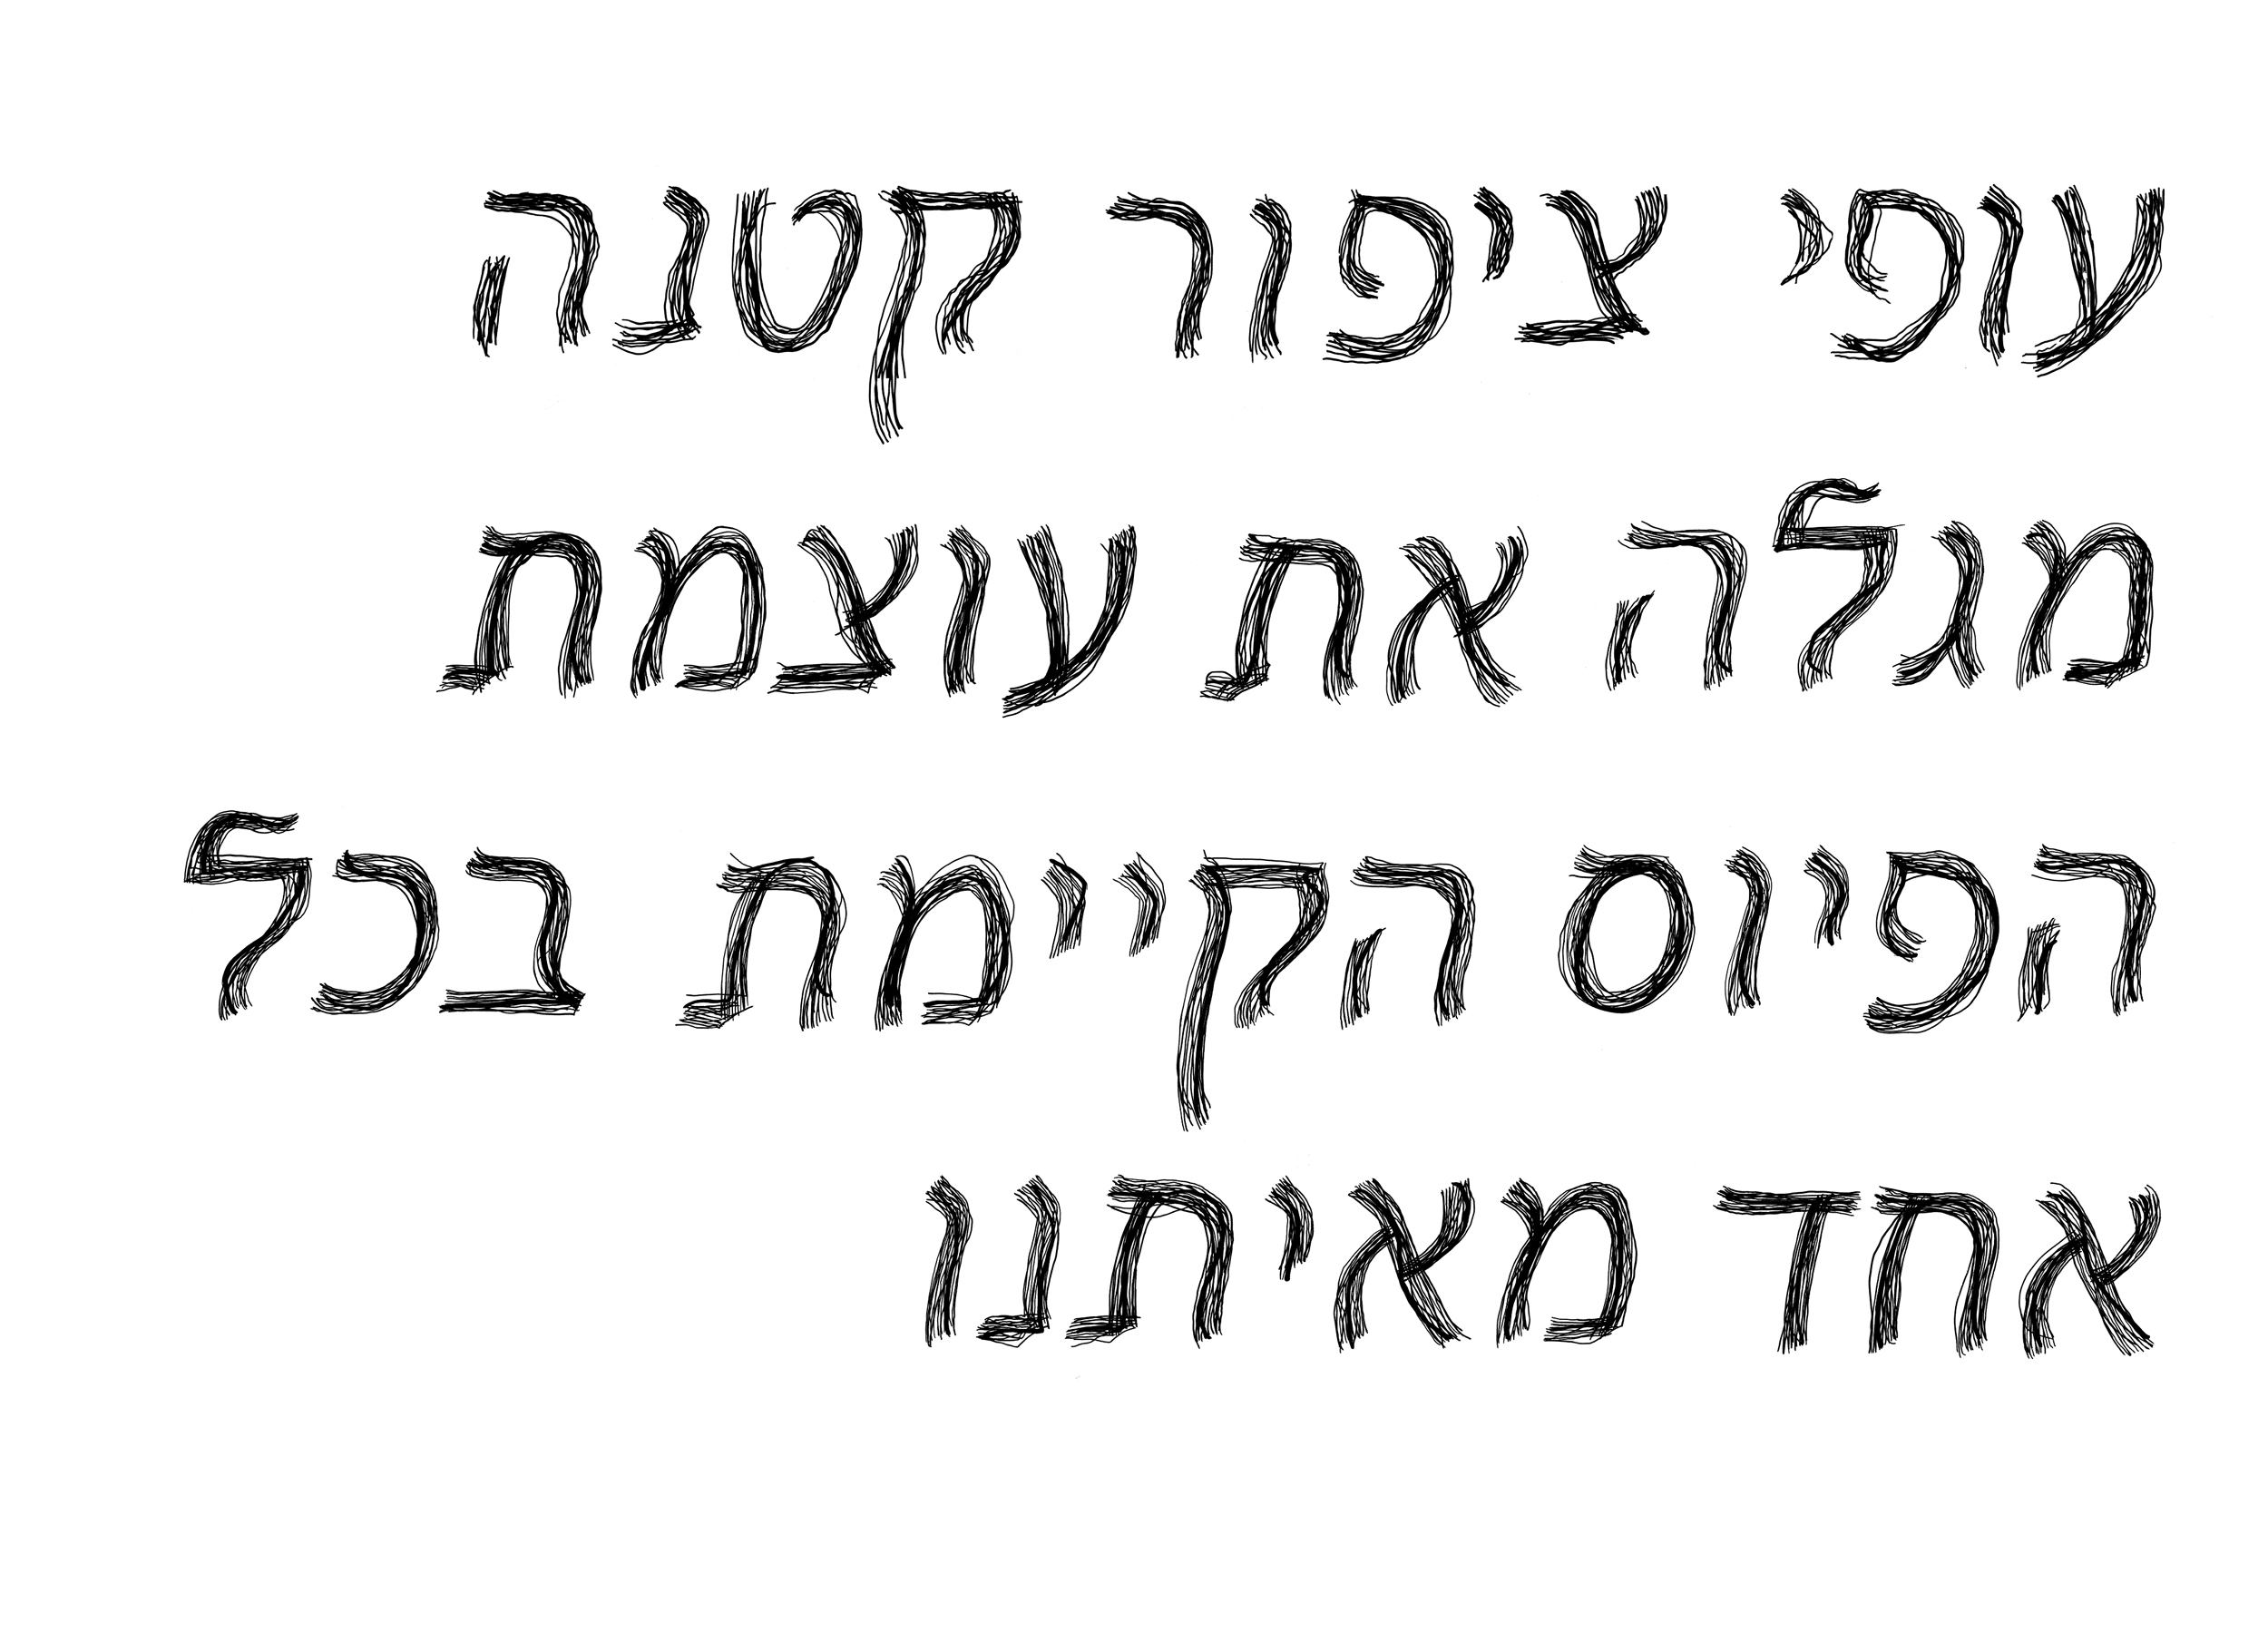 עופי ציפור קטנה
מגלה את עוצמת
הפיוס הקיימת בכל
אחד מאיתנו